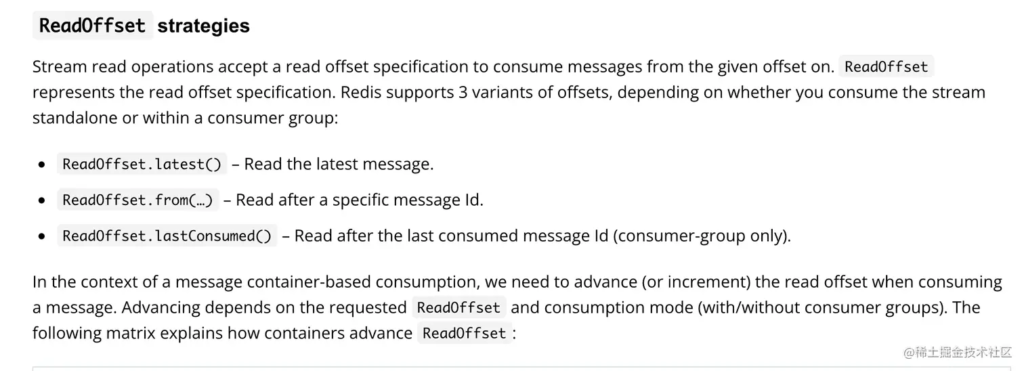 ReadOffset strategies
Stream read operations accept a read offset specification to consume messages from the given offset on. ReadOffset
represents the read offset specification. Redis supports 3 variants of offsets, depending on whether you consume the stream
standalone or within a consumer group:
• ReadOffset.latest() – Read the latest message.
• ReadOffset.from(…) – Read after a specific message Id.
• ReadOffset.lastConsumed() – Read after the last consumed message Id (consumer-group only).
In the context of a message container-based consumption, we need to advance (or increment) the read offset when consuming
a message. Advancing depends on the requested ReadOffset and consumption mode (with/without consumer groups). The
following matrix explains how containers advance ReadOffset :
@稀土掘金技术社区